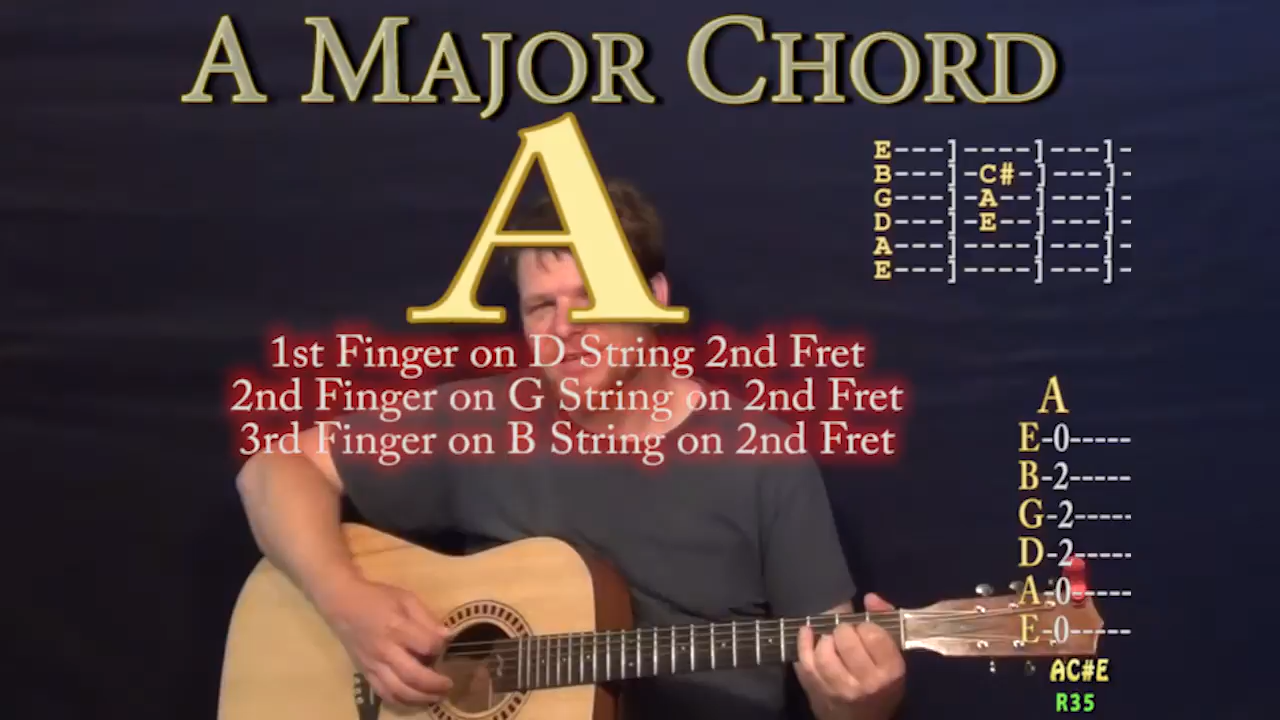 A MAJOR CHORD
A
E---]----]---]-
B---]-C#-]---]-
G---]-A--]---]-
D---]-E--]---]-
A---]----]---]-
E---]----]---]-
1st Finger on D String 2nd Fret
2nd Finger on G String on 2nd Fret
3rd Finger on B String on 2nd Fret
A
E-0-----
B-2-----
G-2-----
D-2-----
A-0-----
E-0-----
AC#E
R35